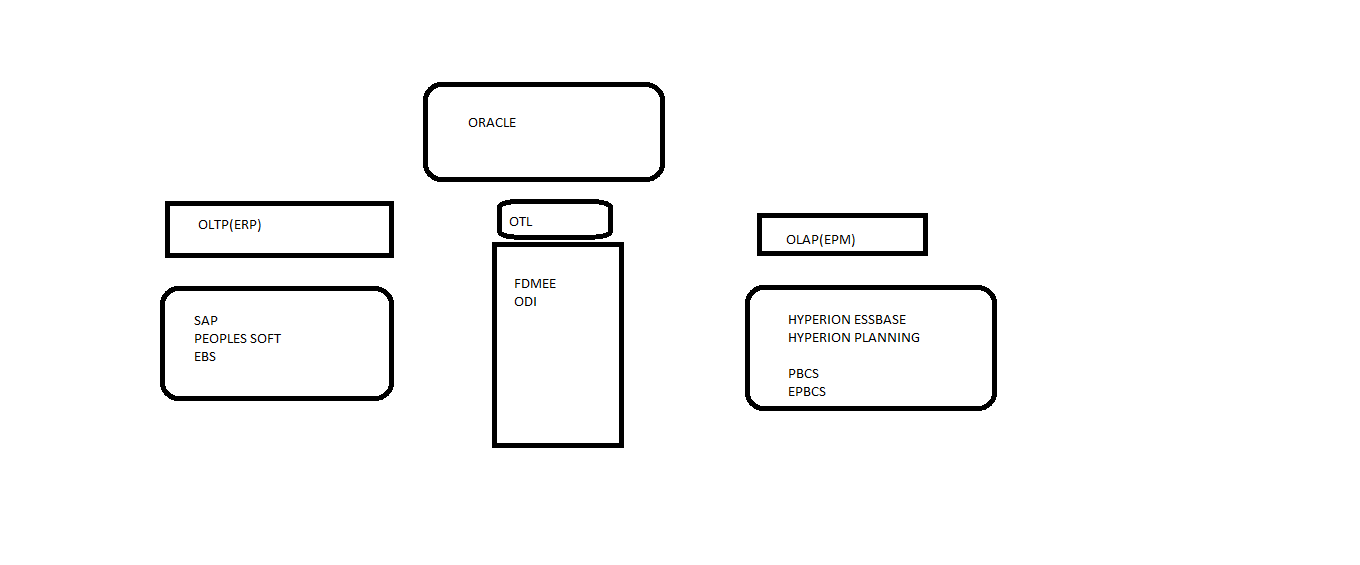 ORACLE
OLTP(ERP)
OTL
OLAP(EPM)
SAP
PEOPLES SOFT
EBS
FDMEE
ODI
HYPERION ESSBASE
HYPERION PLANNING
PBCS
EPBCS